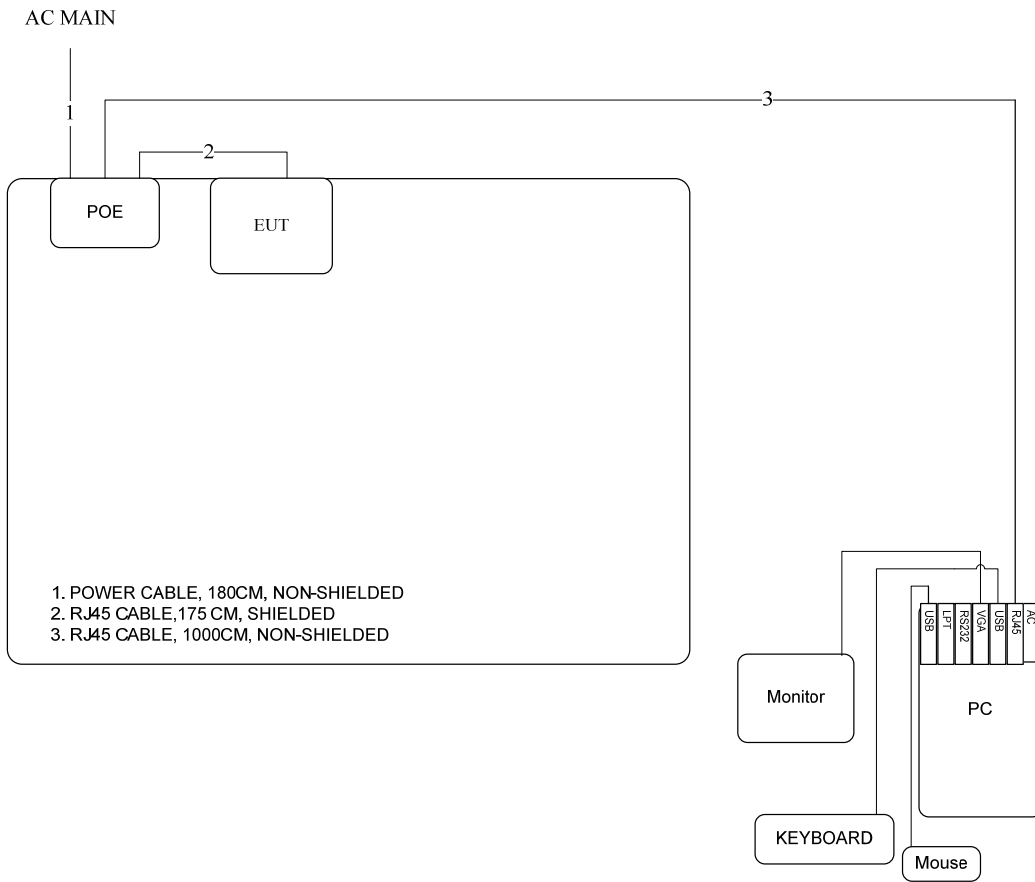 AC MAIN
1
3
2
POE
EUT
1. POWER CABLE, 180CM, NON-SHIELDED
2. RJ45 CABLE,175 CM, SHIELDED
3. RJ45 CABLE, 1000CM, NON-SHIELDED
USB
LPT
RS232
VGA
USB
RJ45
AC
Monitor
PC
KEYBOARD
Mouse